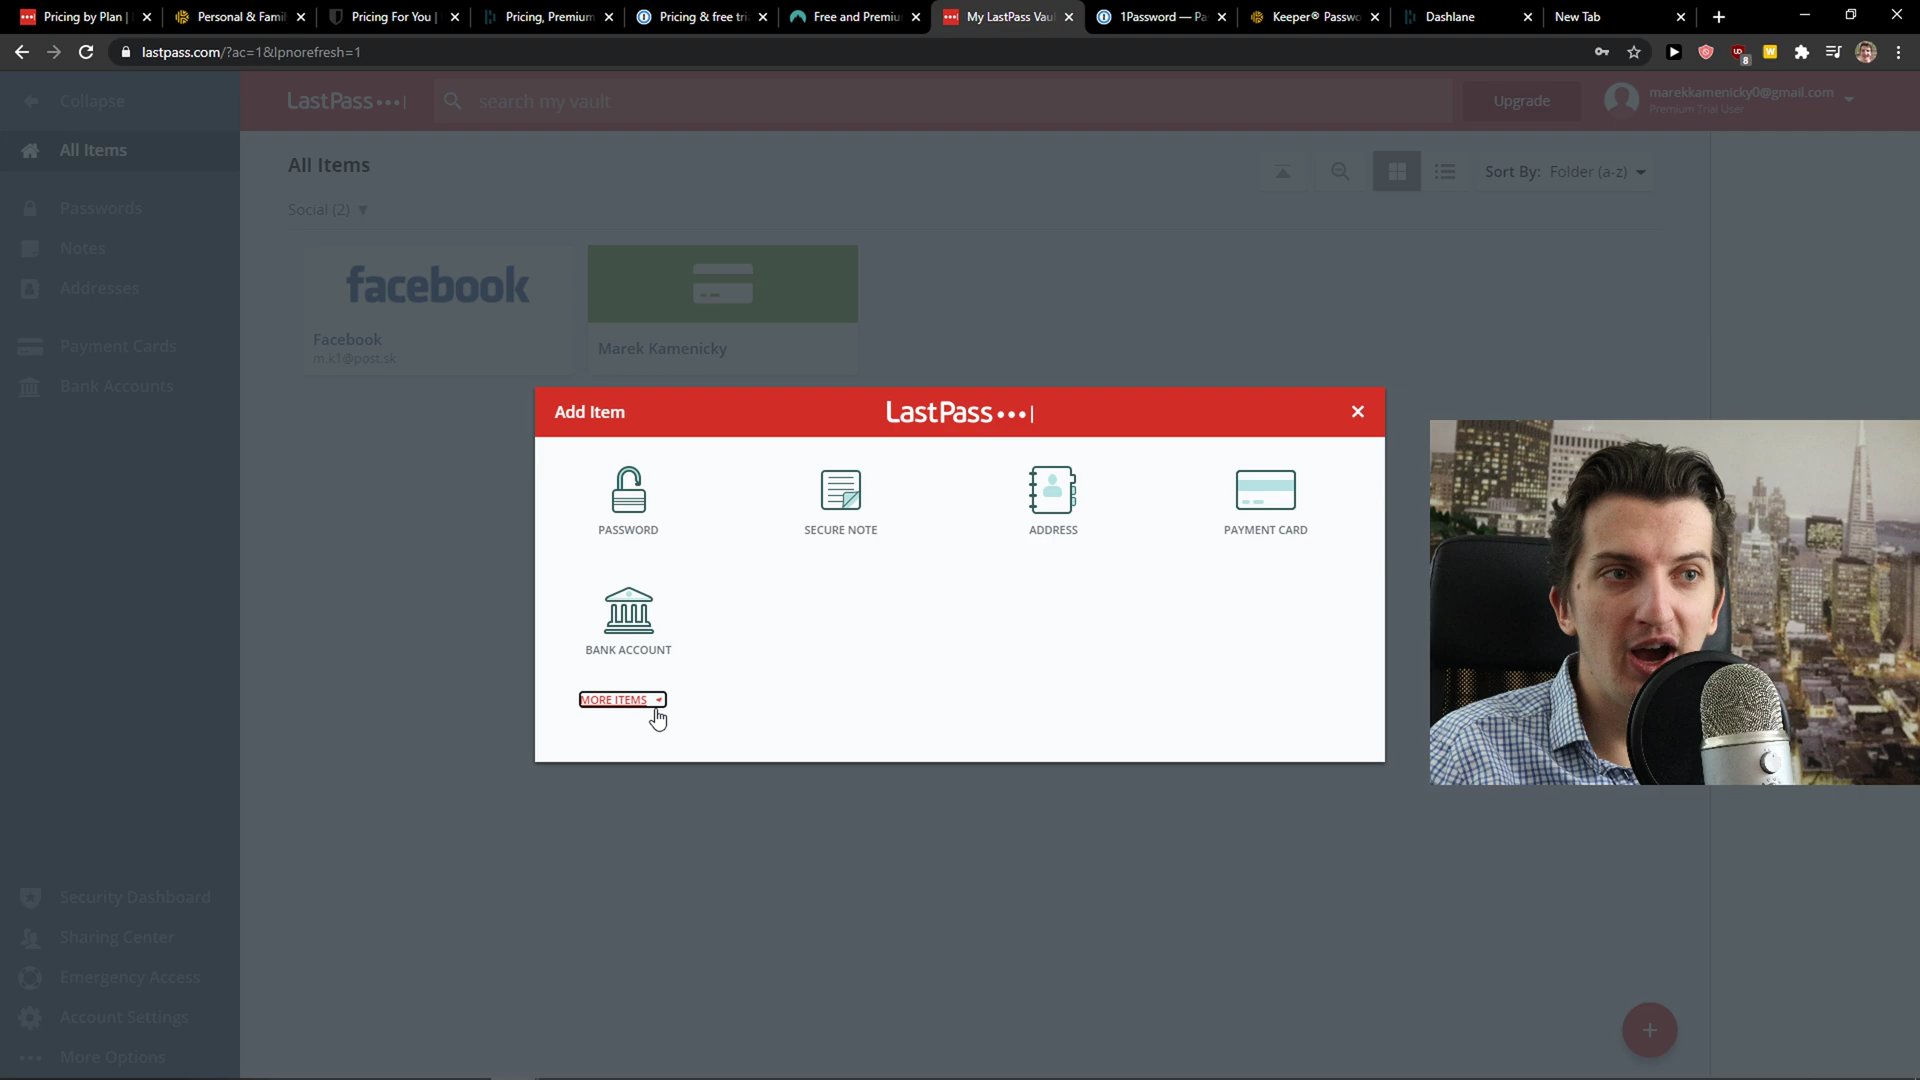 Pricing by Plan |
Personal & Famil
Pricing For You |
Pricing, Premium
Pricing & free tri
Free and Premiu
My LastPass Vau
1Password — Pa
Keeper® Passwo
Dashlane
New Tab
lastpass.com/?ac=1&lpnorefresh=1
8
Collapse
LastPass
search my vault
Upgrade
marekkamenicky0@gmail.com
Premium Trial User
All Items
Passwords
Notes
Addresses
Payment Cards
Bank Accounts
Security Dashboard
Sharing Center
Emergency Access
Account Settings
More Options
All Items
Sort By: Folder (a-z)
Social (2)
facebook
Facebook
m.k1@post.sk
Marek Kamenicky
Add Item
LastPass
PASSWORD
SECURE NOTE
ADDRESS
PAYMENT CARD
BANK ACCOUNT
MORE ITEMS